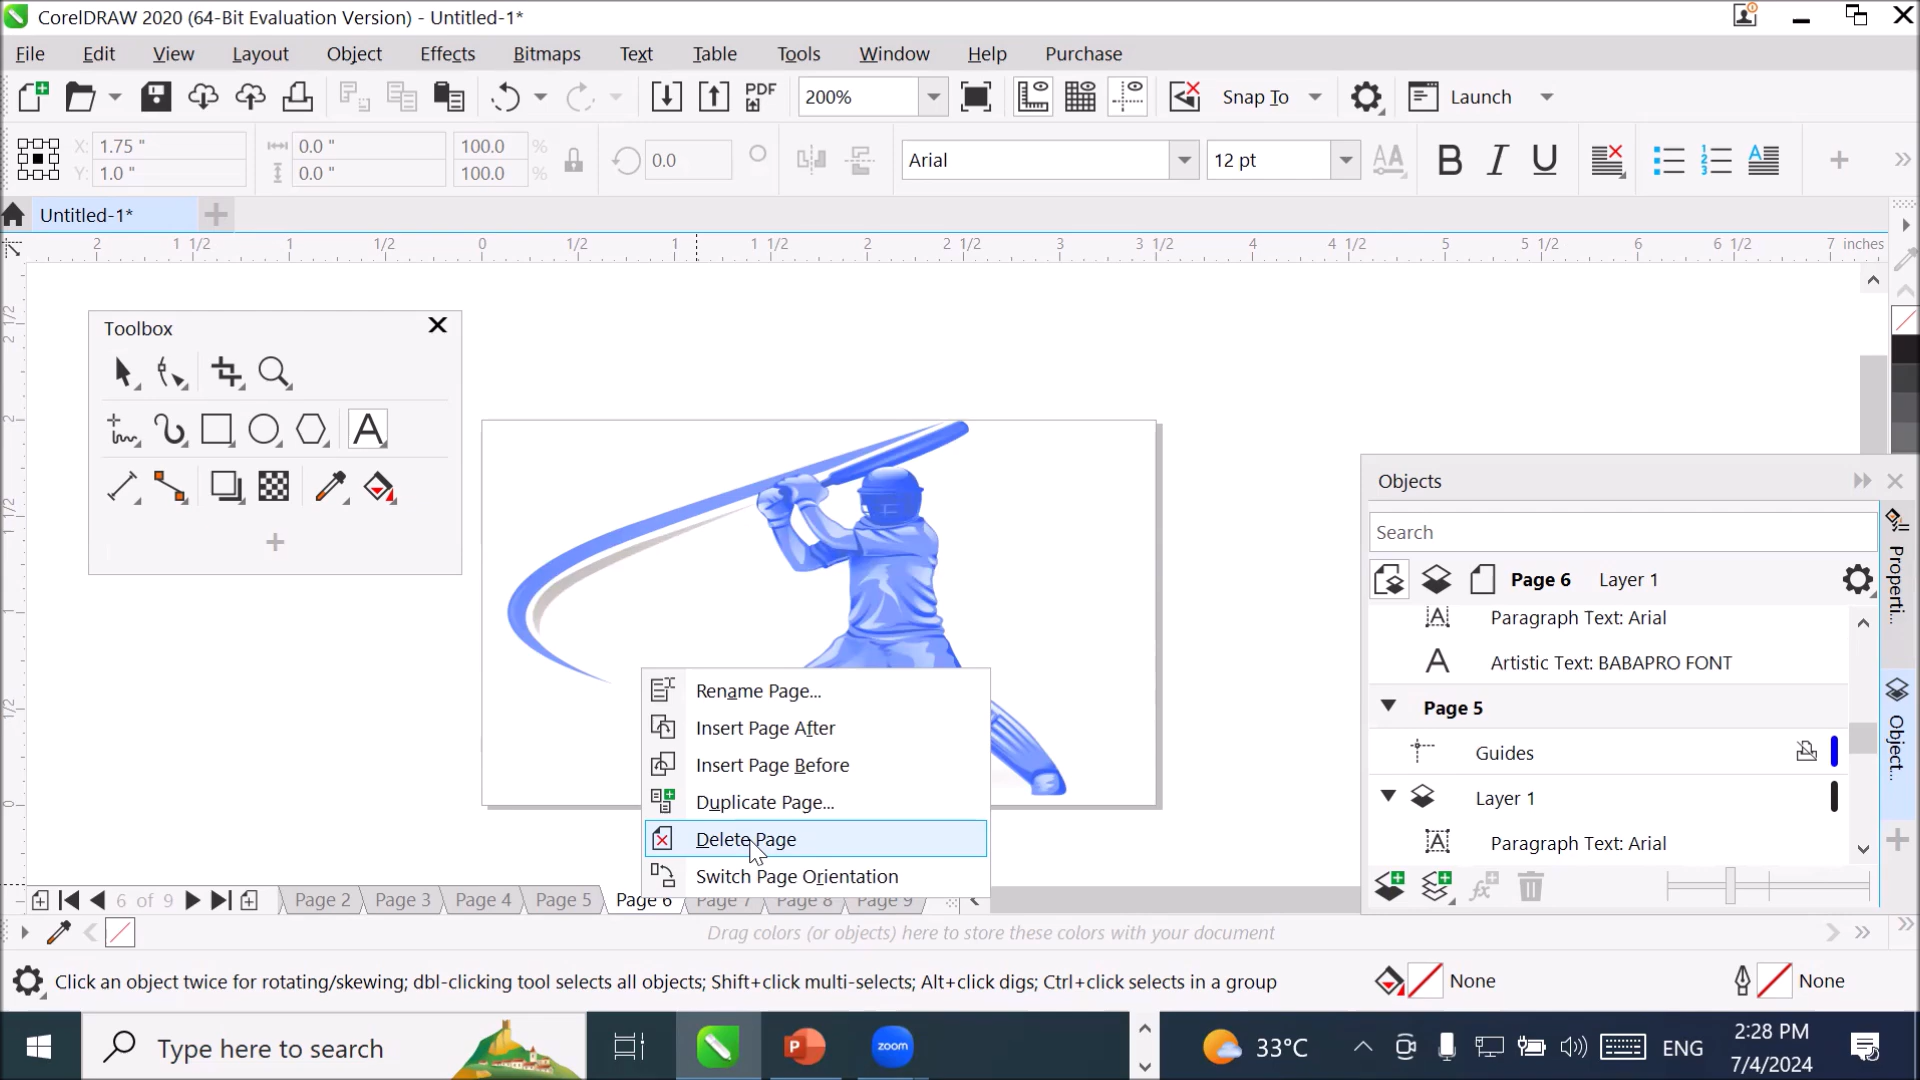 CorelDRAW 2020 (64-Bit Evaluation Version) - Untitled-1*
File Edit View Layout Object Effects Bitmaps Text Table Tools Window Help Purchase
PDF 200% Snap To Launch
X: 1.75 " 0.0 " 100.0 % 0.0 Arial 12 pt B I U
Y: 1.0 " 0.0 " 100.0 %
Untitled-1*
2 1 1/2 1 1/2 0 1/2 1 1 1/2 2 2 1/2 3 3 1/2 4 4 1/2 5 5 1/2 6 6 1/2 7 inches
Toolbox
Objects
Search
Page 6 Layer 1
Paragraph Text: Arial
Artistic Text: BABAPRO FONT
Page 5
Guides
Layer 1
Paragraph Text: Arial
Properti...
Object...
Rename Page...
Insert Page After
Insert Page Before
Duplicate Page...
Delete Page
Switch Page Orientation
6 of 9 Page 2 Page 3 Page 4 Page 5 Page 6 Page 7 Page 8 Page 9
Drag colors (or objects) here to store these colors with your document
Click an object twice for rotating/skewing; dbl-clicking tool selects all objects; Shift+click multi-selects; Alt+click digs; Ctrl+click selects in a group None None
Type here to search zoom 33°C ENG 2:28 PM
7/4/2024